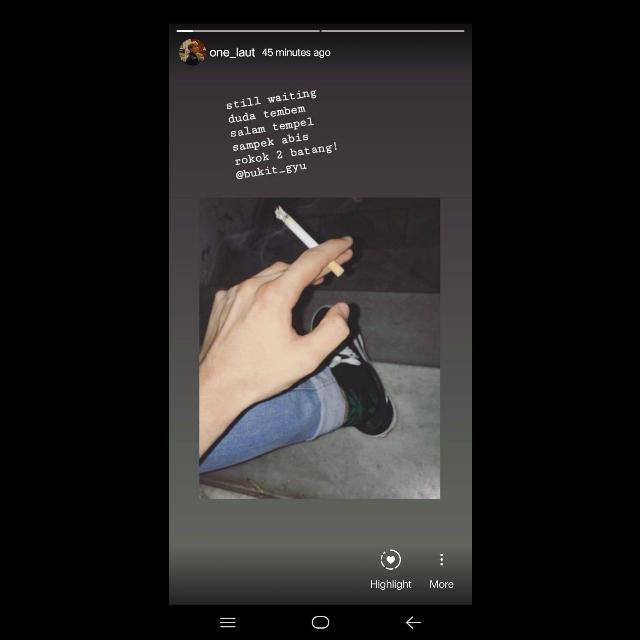 one_laut 45 minutes ago
still waiting
duda tembem
salam tempel
sampek abis
rokok 2 batang!
@bukit_gyu
Highlight More